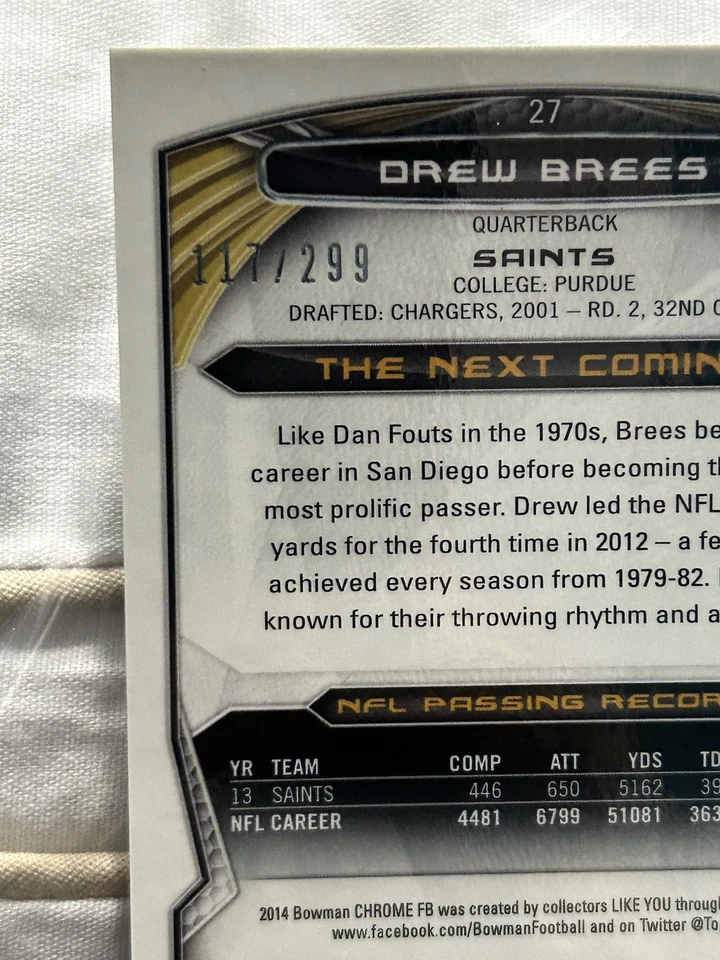 27
DREW BREES
QUARTERBACK
117/299
SAINTS
COLLEGE: PURDUE
DRAFTED: CHARGERS, 2001 – RD. 2, 32ND
THE NEXT COMIN
Like Dan Fouts in the 1970s, Brees be
career in San Diego before becoming t
most prolific passer. Drew led the NFL
yards for the fourth time in 2012 – a fe
achieved every season from 1979-82.
known for their throwing rhythm and a
NFL PASSING RECOR
YR TEAM COMP ATT YDS TD
13 SAINTS 446 650 5162 39
NFL CAREER 4481 6799 51081 363
2014 Bowman CHROME FB was created by collectors LIKE YOU throug
www.facebook.com/BowmanFootball and on Twitter @To